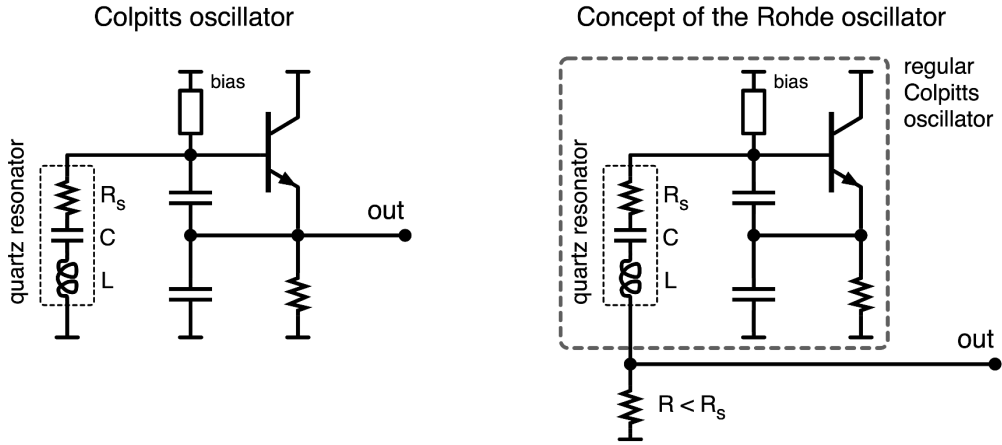 Colpitts oscillator
bias
quartz resonator
Rs
C
L
out
Concept of the Rohde oscillator
regular
Colpitts
oscillator
bias
quartz resonator
Rs
C
L
out
R < Rs